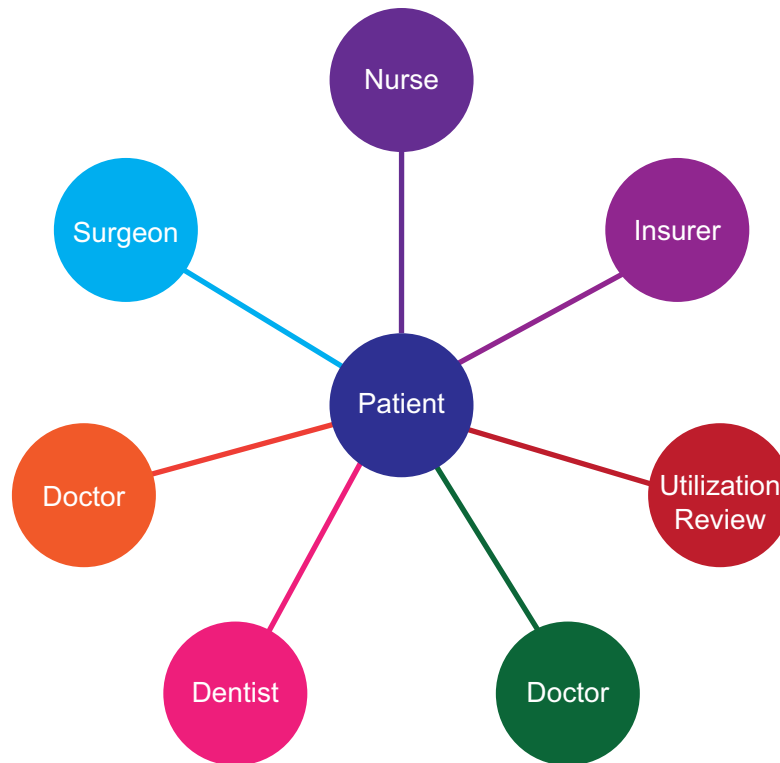 Nurse
Surgeon
Insurer
Patient
Doctor
Utilization
Review
Dentist
Doctor